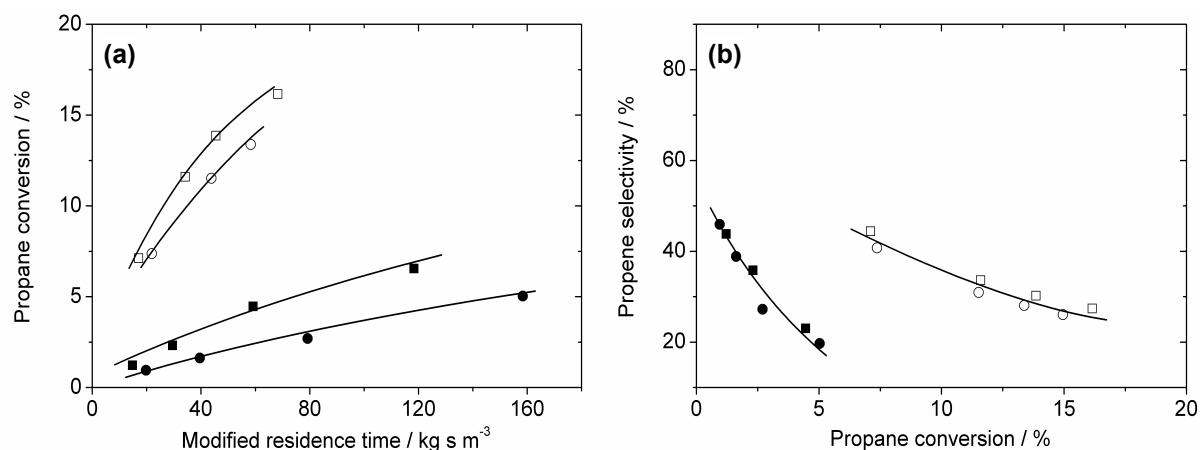 (a)
Propane conversion / %
20
15
10
5
0
0 40 80 120 160
Modified residence time / kg s m⁻³
(b)
Propene selectivity / %
80
60
40
20
0 5 10 15 20
Propane conversion / %